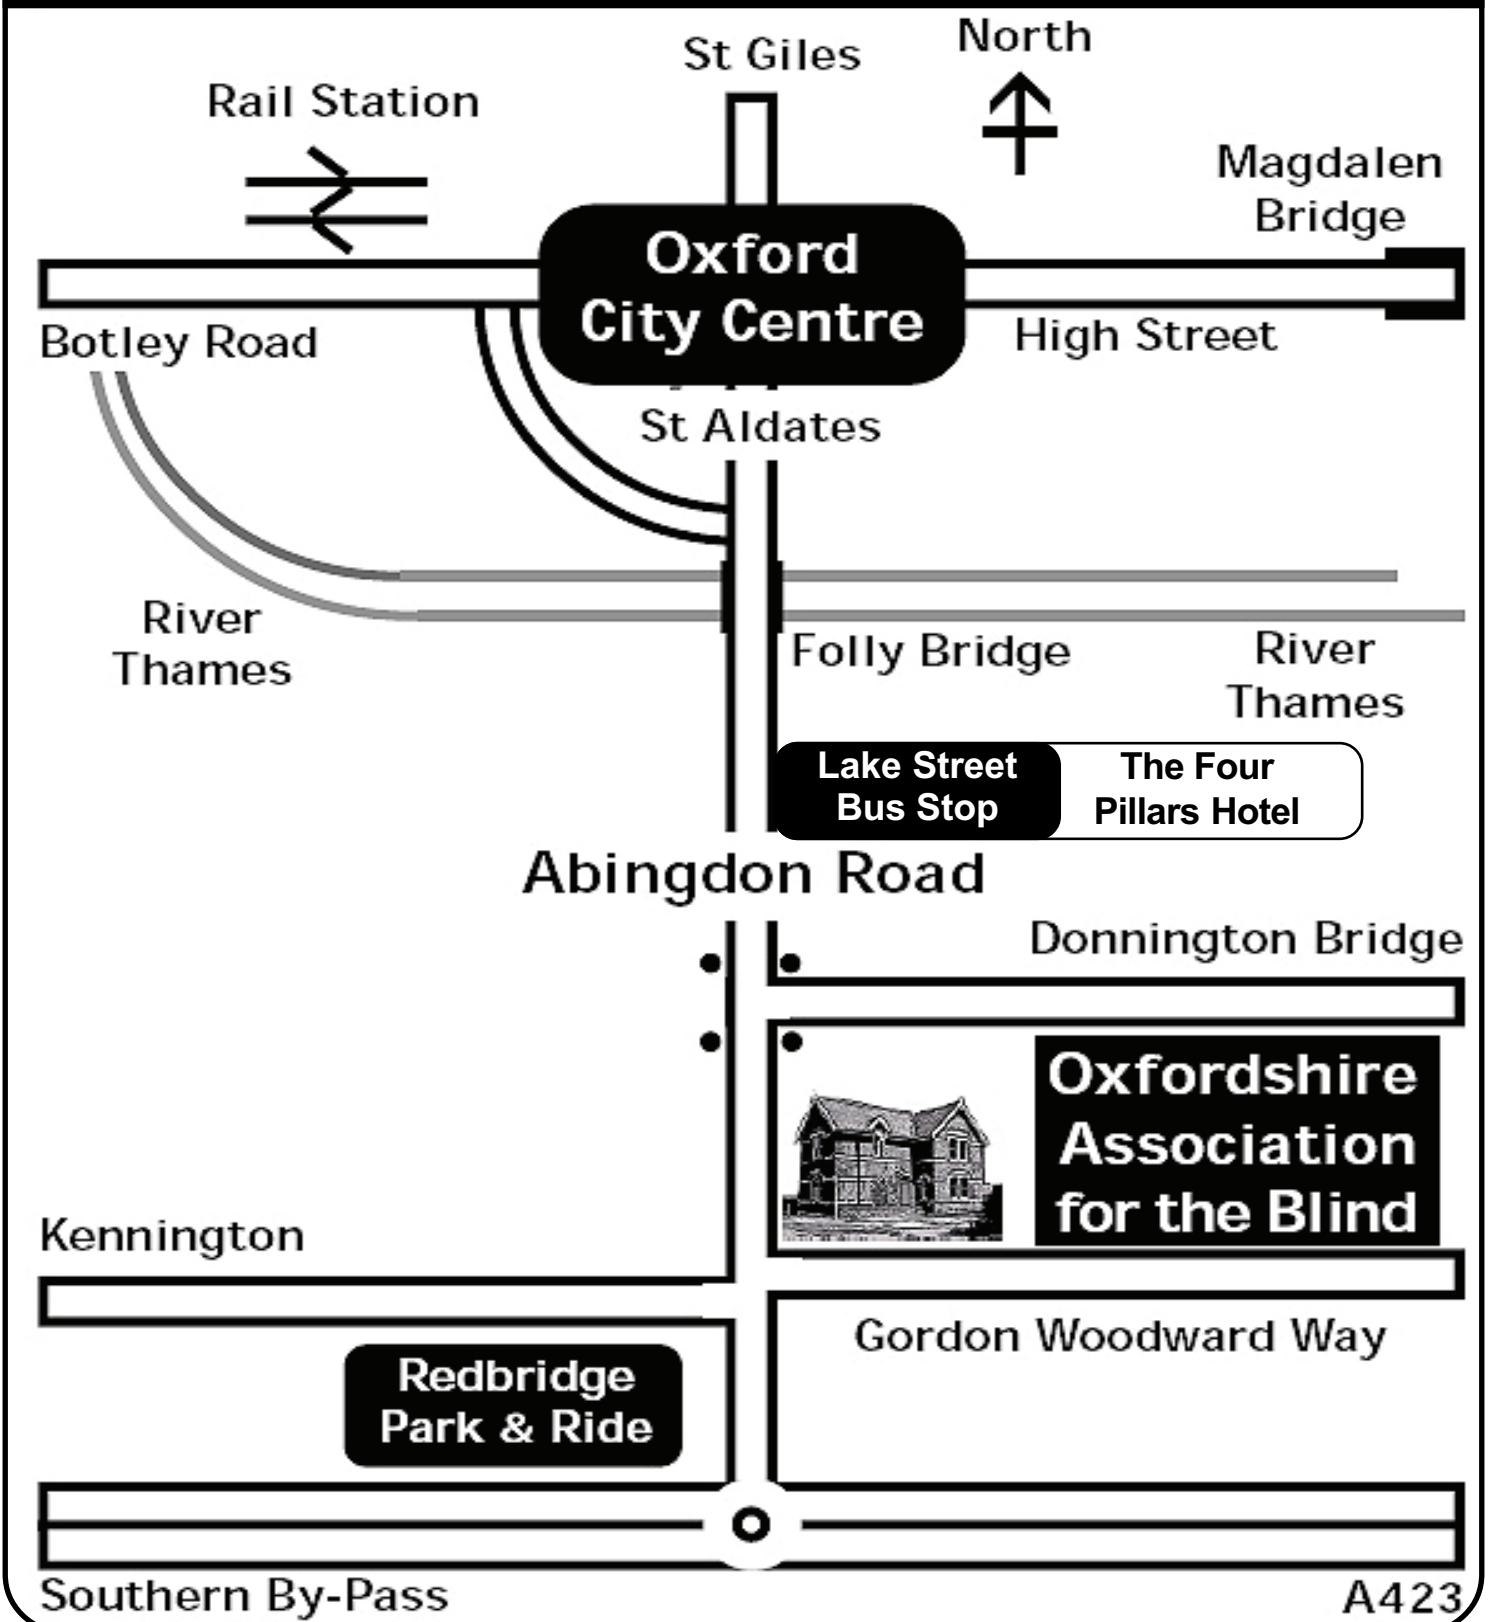 St Giles
North
Rail Station
Magdalen
Bridge
Oxford
City Centre
Botley Road
High Street
St Aldates
River
Thames
Folly Bridge
River
Thames
Lake Street
Bus Stop
The Four
Pillars Hotel
Abingdon Road
Donnington Bridge
Oxfordshire
Association
for the Blind
Kennington
Gordon Woodward Way
Redbridge
Park & Ride
Southern By-Pass
A423